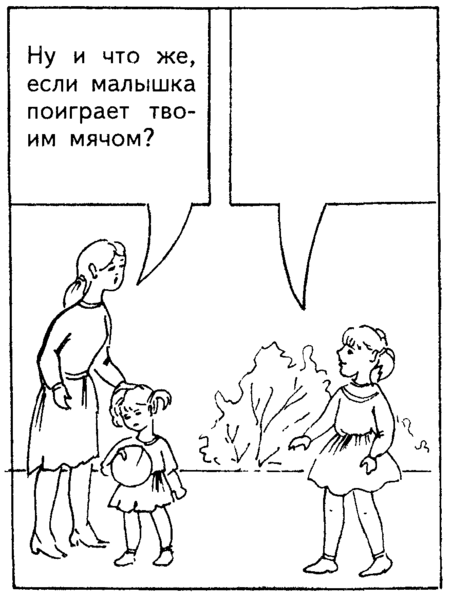 Ну и что же,
если малышка
поиграет тво-
им мячом?